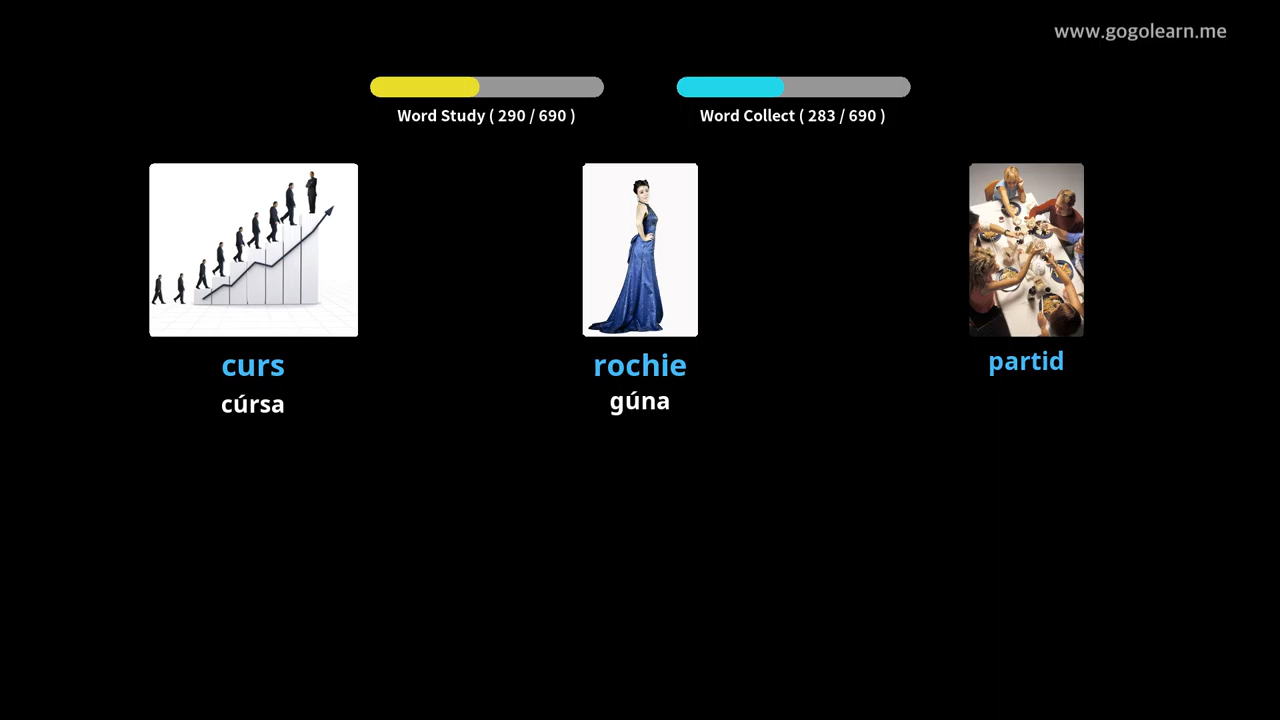 www.gogolearn.me
Word Study ( 290 / 690 )
Word Collect ( 283 / 690 )
curs
cúrsa
rochie
gúna
partid